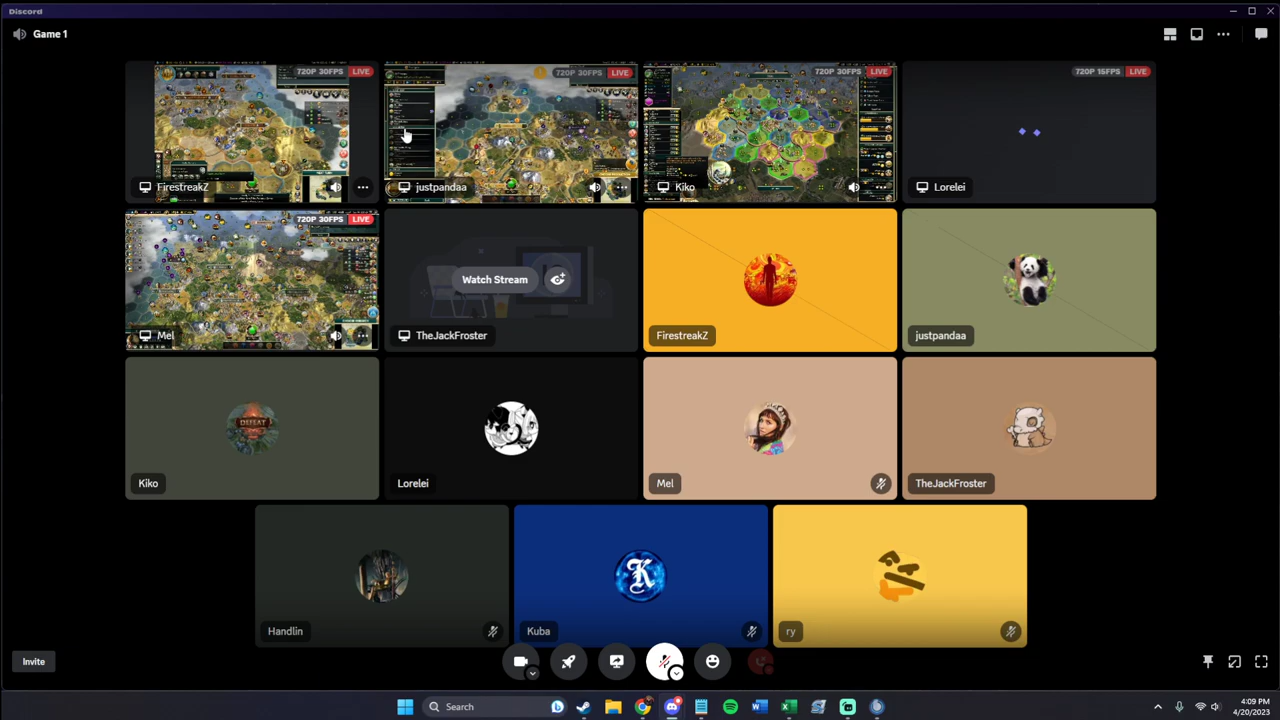 Discord
Game 1
720P 30FPS LIVE
720P 30FPS LIVE
720P 30FPS LIVE
720P 15FPS LIVE
FirestreakZ
justpandaa
Kiko
Lorelei
720P 30FPS LIVE
Watch Stream
Mel
TheJackFroster
FirestreakZ
justpandaa
DEFEAT
Kiko
Lorelei
Mel
TheJackFroster
K
Handlin
Kuba
ry
Invite
Search
4:09 PM
4/20/2023